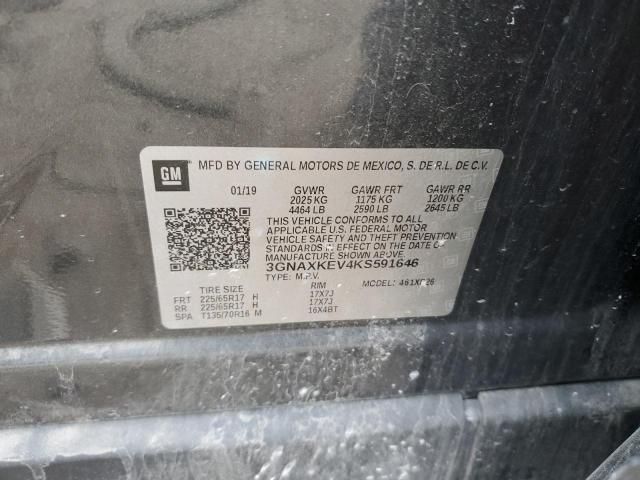 GM
MFD BY GENERAL MOTORS DE MEXICO, S. DE R.L. DE C.V.
01/19 GVWR GAWR FRT GAWR RR
2025 KG 1175 KG 1200 KG
4464 LB 2590 LB 2645 LB
THIS VEHICLE CONFORMS TO ALL
APPLICABLE U.S. FEDERAL MOTOR
VEHICLE SAFETY AND THEFT PREVENTION
STANDARDS IN EFFECT ON THE DATE OF
MANUFACTURE SHOWN ABOVE.
3GNAXKEV4KS591646
TYPE: M.P.V. MODEL:
TIRE SIZE RIM
FRT 225/65R17 H 17X7J
RR 225/65R17 H 17X7J
SPA T135/70R16 M 16X4BT